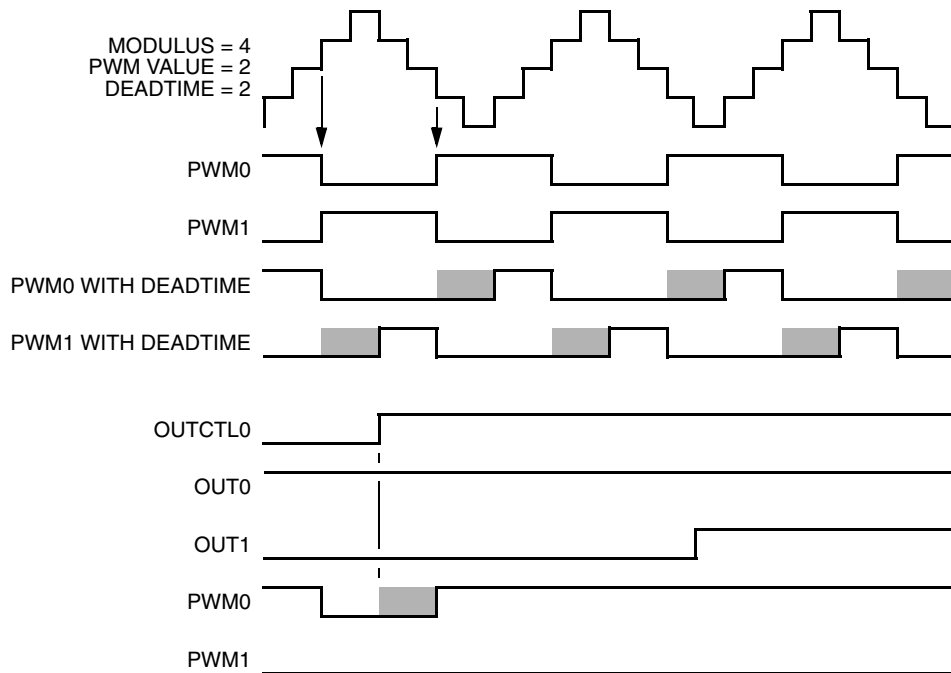 MODULUS = 4
PWM VALUE = 2
DEADTIME = 2
PWM0
PWM1
PWM0 WITH DEADTIME
PWM1 WITH DEADTIME
OUTCTL0
OUT0
OUT1
PWM0
PWM1